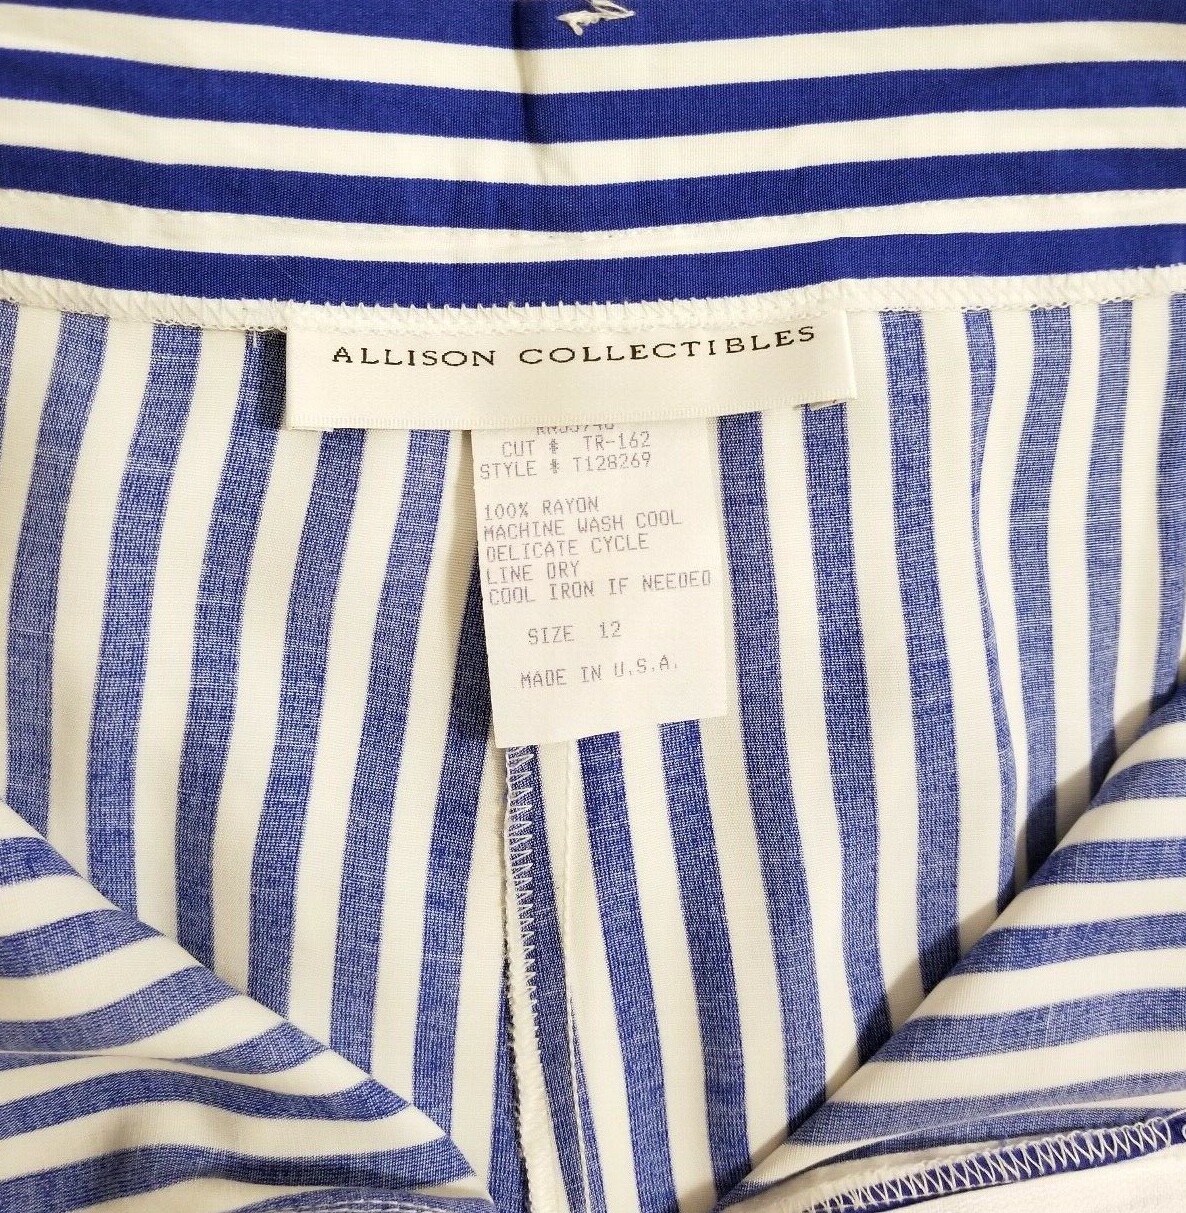 ALLISON COLLECTIBLES
CUT # TR-162
STYLE # T128269
100% RAYON
MACHINE WASH COOL
DELICATE CYCLE
LINE DRY
COOL IRON IF NEEDED
SIZE 12
MADE IN U.S.A.